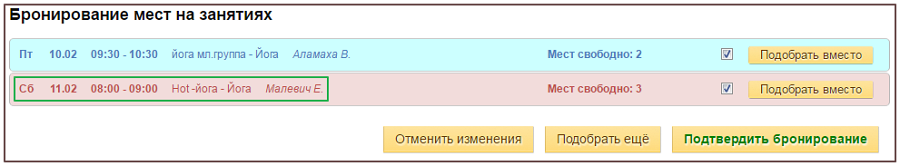 Бронирование мест на занятиях
Пт 10.02 09:30 - 10:30 йога мл.группа - Йога Аламаха В. Мест свободно: 2 Подобрать вместо
Сб 11.02 08:00 - 09:00 Hot -йога - Йога Малевич Е. Мест свободно: 3 Подобрать вместо
Отменить изменения Подобрать ещё Подтвердить бронирование